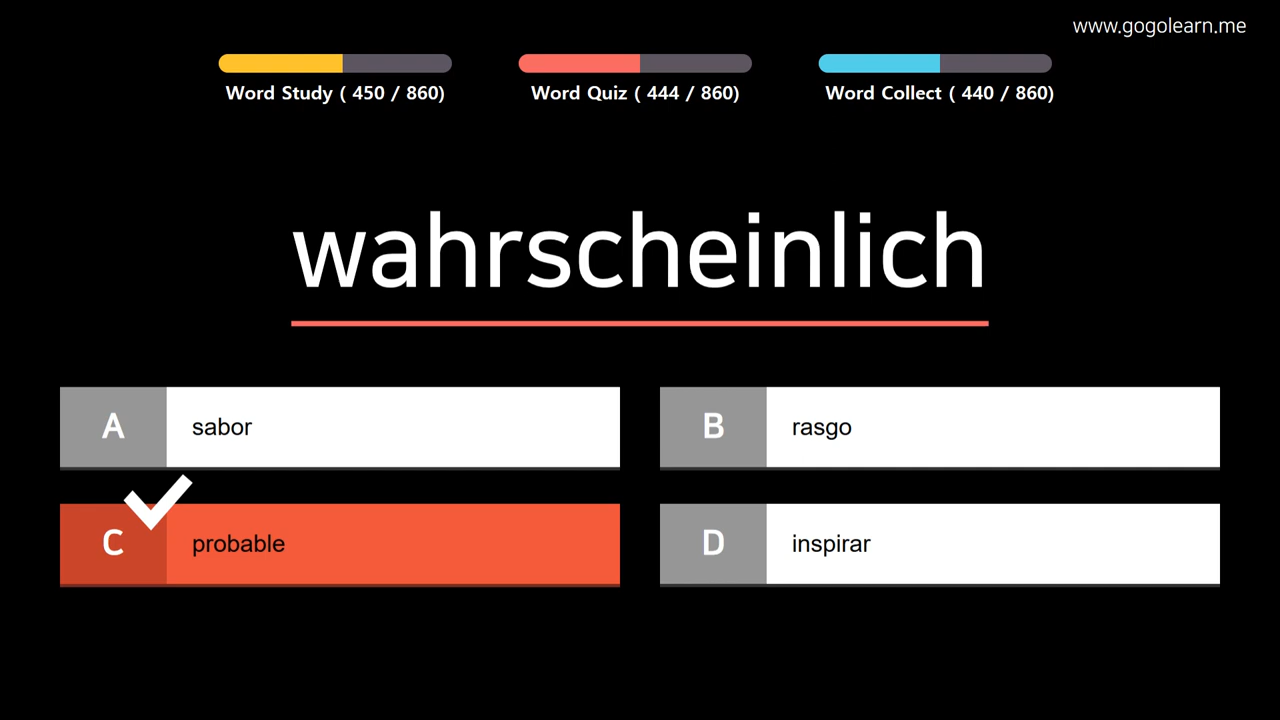 www.gogolearn.me
Word Study ( 450 / 860)
Word Quiz ( 444 / 860)
Word Collect ( 440 / 860)
wahrscheinlich
A sabor
B rasgo
C probable
D inspirar